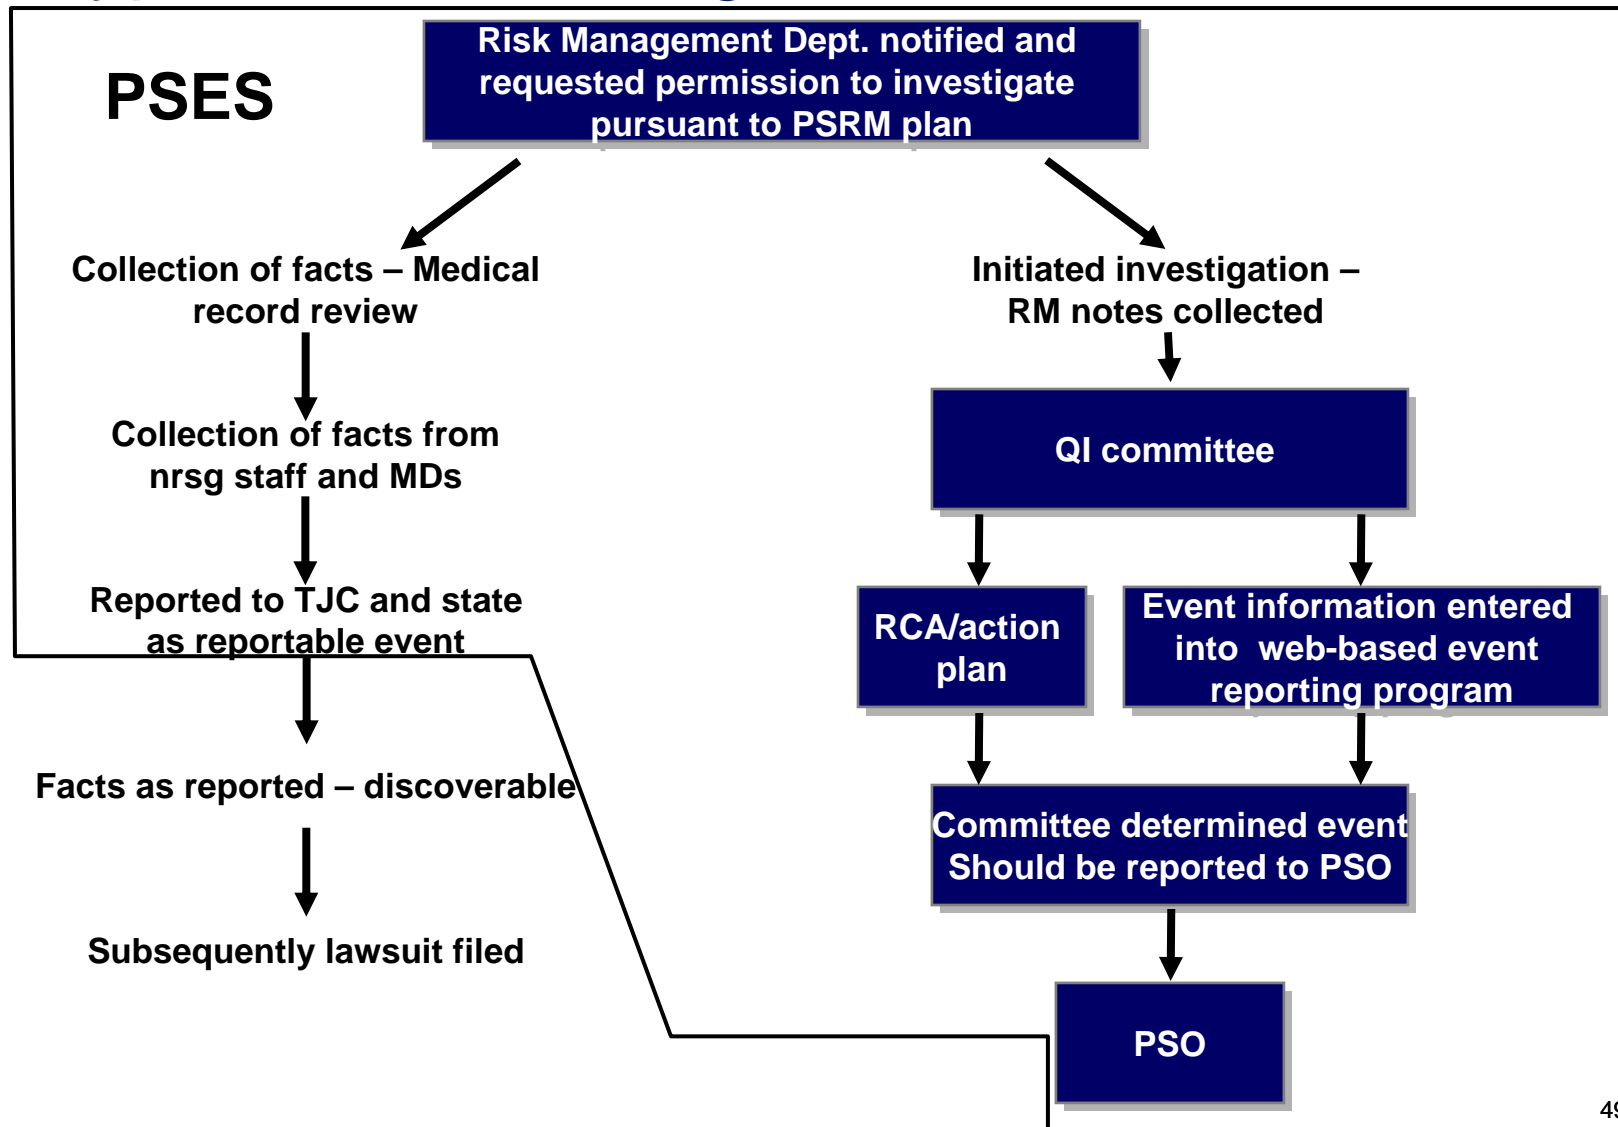 PSES
Risk Management Dept. notified and
requested permission to investigate
pursuant to PSRM plan
Collection of facts – Medical
record review
Initiated investigation –
RM notes collected
Collection of facts from
nrsg staff and MDs
QI committee
Reported to TJC and state
as reportable event
RCA/action
plan
Event information entered
into web-based event
reporting program
Facts as reported – discoverable
Committee determined event
Should be reported to PSO
Subsequently lawsuit filed
PSO
49